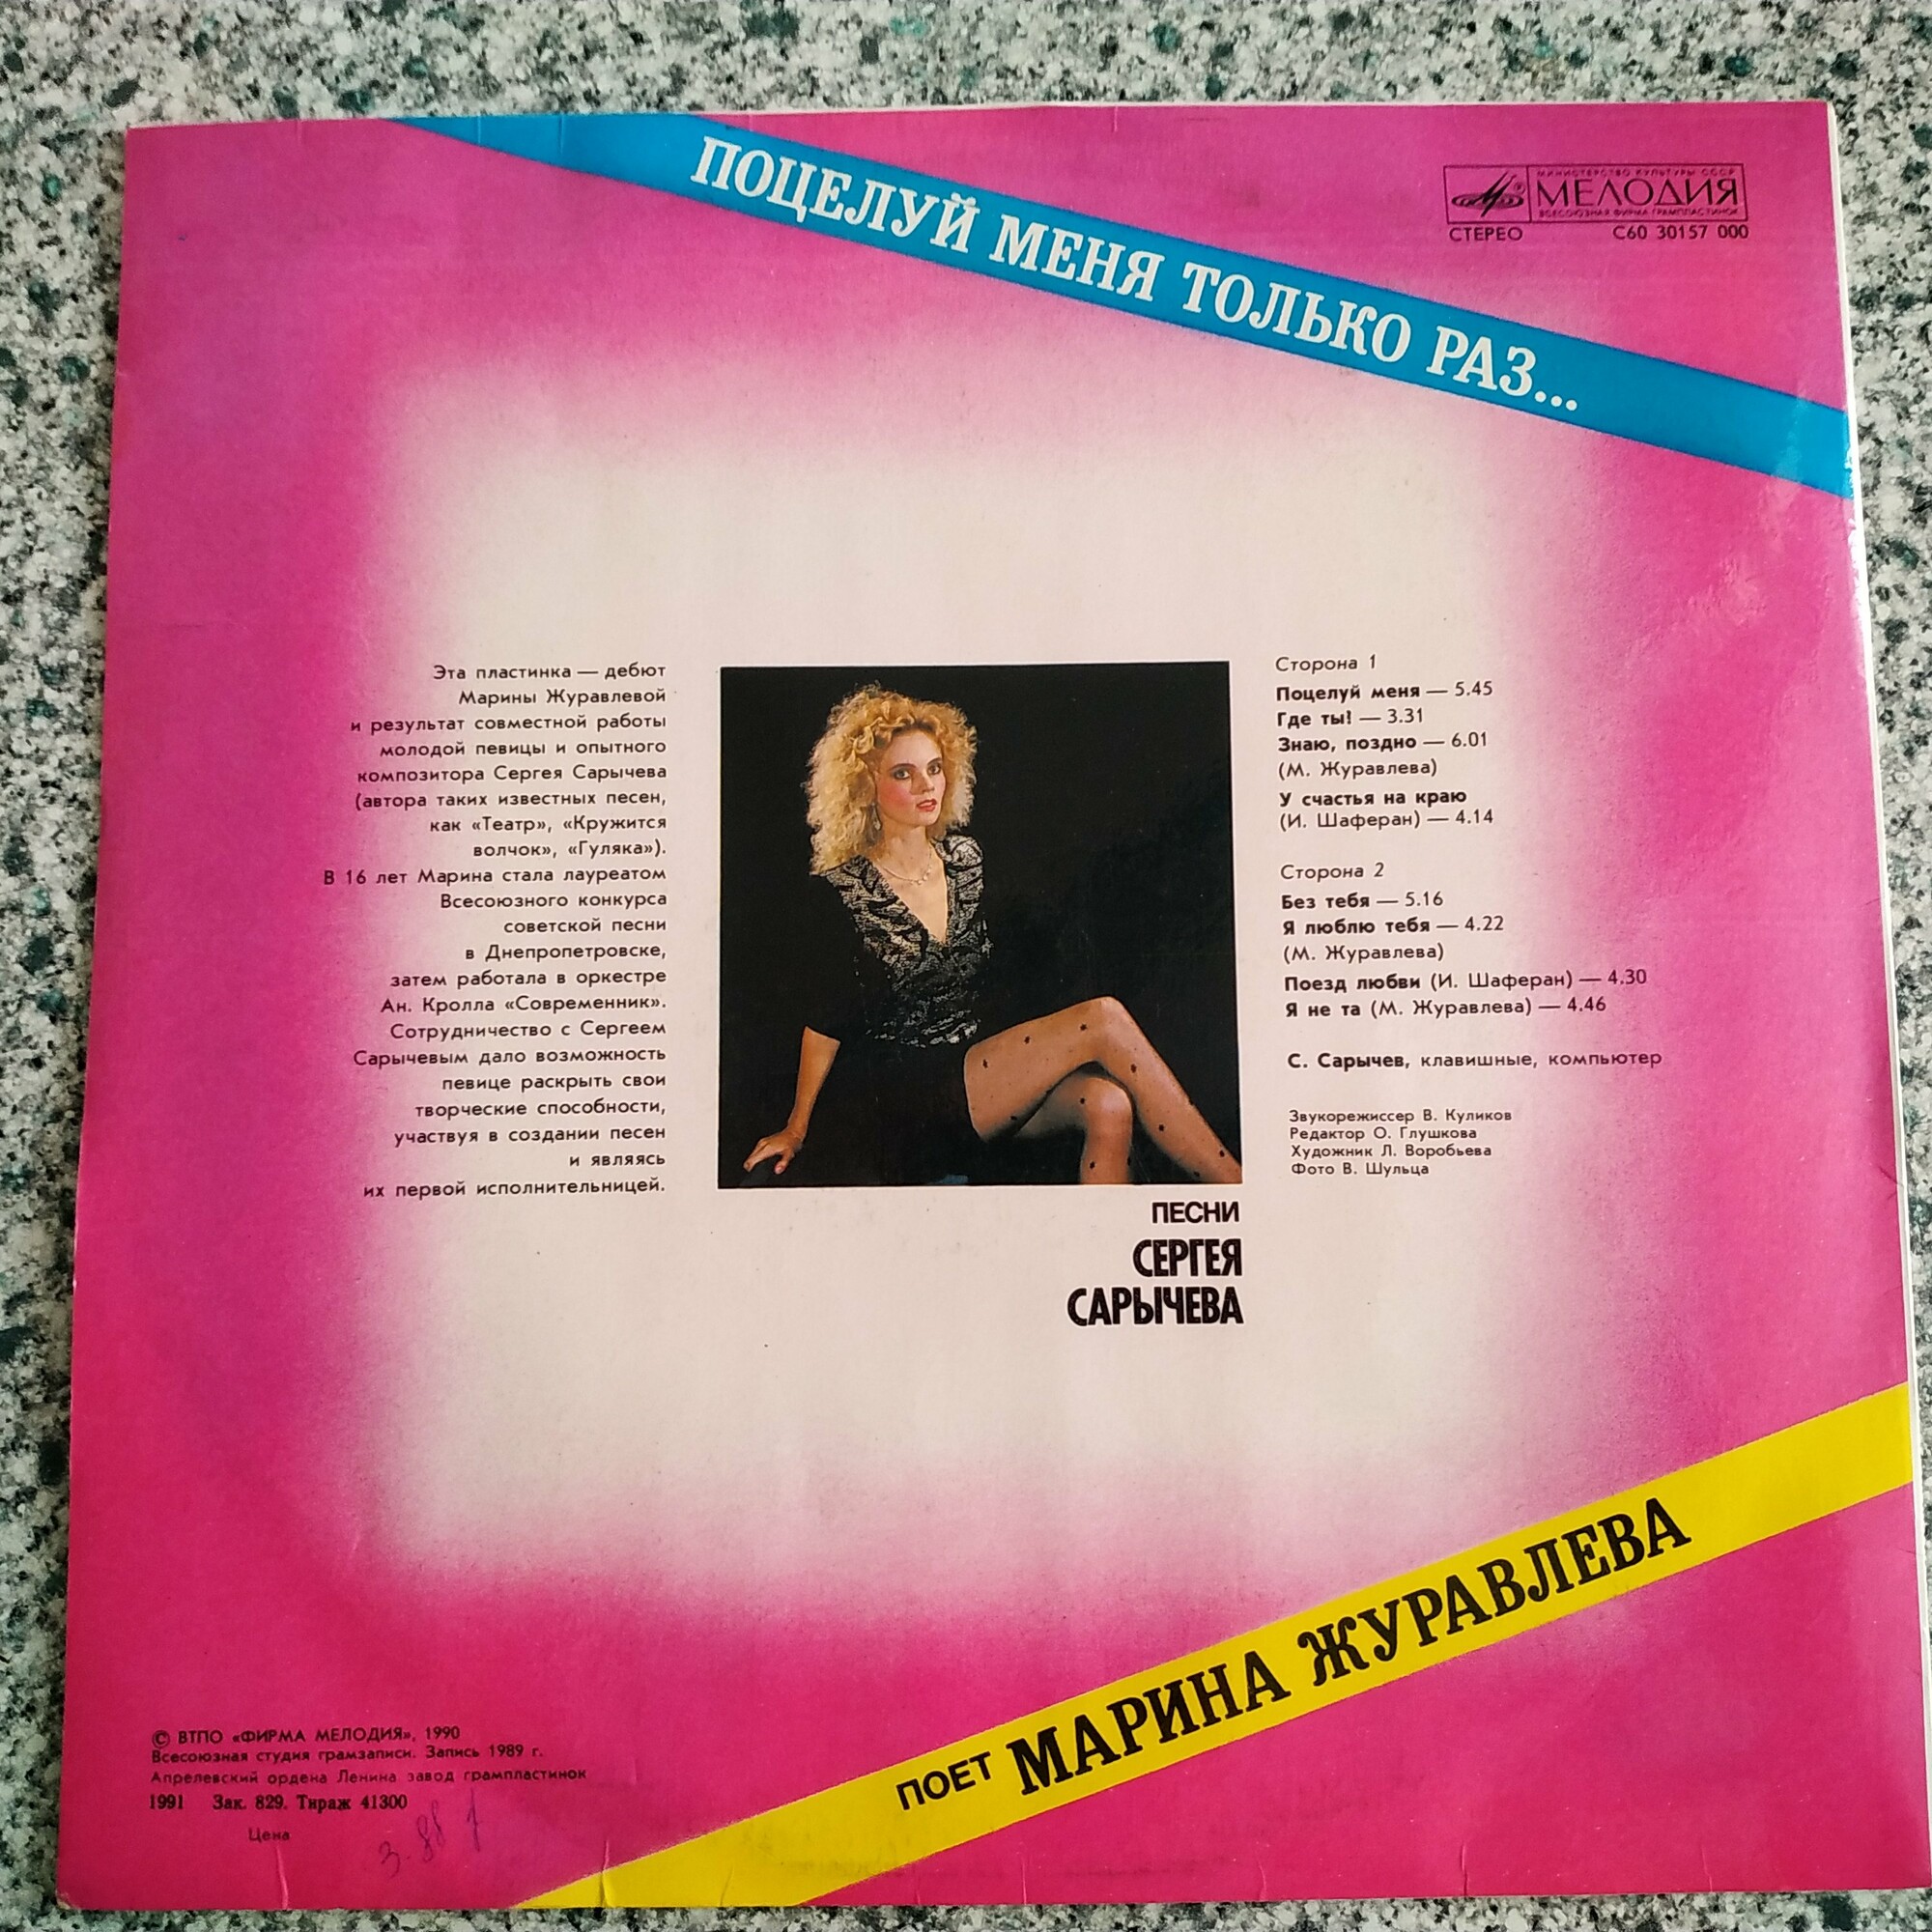 ПОЦЕЛУЙ МЕНЯ ТОЛЬКО РАЗ...
МИНИСТЕРСТВО КУЛЬТУРЫ СССР
МЕЛОДИЯ
ВСЕСОЮЗНАЯ ФИРМА ГРАМПЛАСТИНОК
СТЕРЕО С60 30157 000
Эта пластинка — дебют
Марины Журавлевой
и результат совместной работы
молодой певицы и опытного
композитора Сергея Сарычева
(автора таких известных песен,
как «Театр», «Кружится
волчок», «Гуляка»).
В 16 лет Марина стала лауреатом
Всесоюзного конкурса
советской песни
в Днепропетровске,
затем работала в оркестре
Ан. Кролла «Современник».
Сотрудничество с Сергеем
Сарычевым дало возможность
певице раскрыть свои
творческие способности,
участвуя в создании песен
и являясь
их первой исполнительницей.
Сторона 1
Поцелуй меня — 5.45
Где ты! — 3.31
Знаю, поздно — 6.01
(М. Журавлева)
У счастья на краю
(И. Шаферан) — 4.14
Сторона 2
Без тебя — 5.16
Я люблю тебя — 4.22
(М. Журавлева)
Поезд любви (И. Шаферан) — 4.30
Я не та (М. Журавлева) — 4.46
С. Сарычев, клавишные, компьютер
Звукорежиссер В. Куликов
Редактор О. Глушкова
Художник Л. Воробьева
Фото В. Шульца
ПЕСНИ
СЕРГЕЯ
САРЫЧЕВА
ПОЕТ МАРИНА ЖУРАВЛЕВА
© ВТПО «ФИРМА МЕЛОДИЯ», 1990
Всесоюзная студия грамзаписи. Запись 1989 г.
Апрелевский ордена Ленина завод грампластинок
1991 Зак. 829. Тираж 41300
Цена